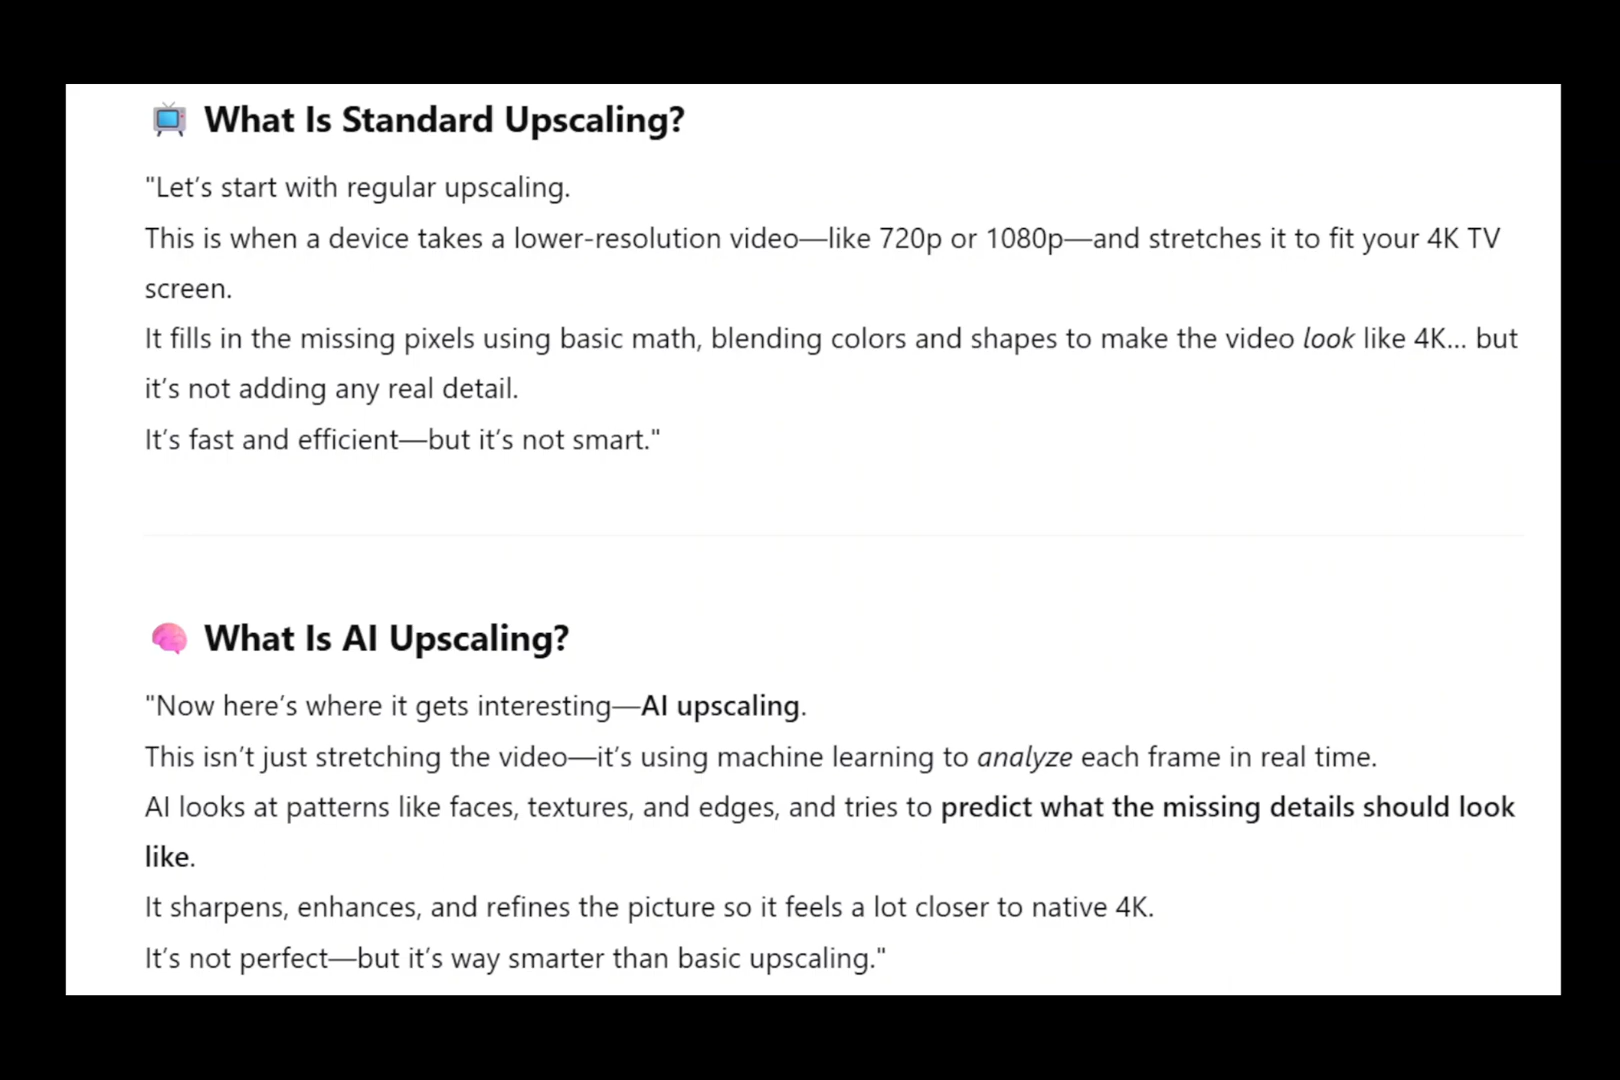 What Is Standard Upscaling?
"Let’s start with regular upscaling.
This is when a device takes a lower-resolution video—like 720p or 1080p—and stretches it to fit your 4K TV
screen.
It fills in the missing pixels using basic math, blending colors and shapes to make the video look like 4K... but
it’s not adding any real detail.
It’s fast and efficient—but it’s not smart."
What Is AI Upscaling?
"Now here’s where it gets interesting—AI upscaling.
This isn’t just stretching the video—it’s using machine learning to analyze each frame in real time.
AI looks at patterns like faces, textures, and edges, and tries to predict what the missing details should look
like.
It sharpens, enhances, and refines the picture so it feels a lot closer to native 4K.
It’s not perfect—but it’s way smarter than basic upscaling."